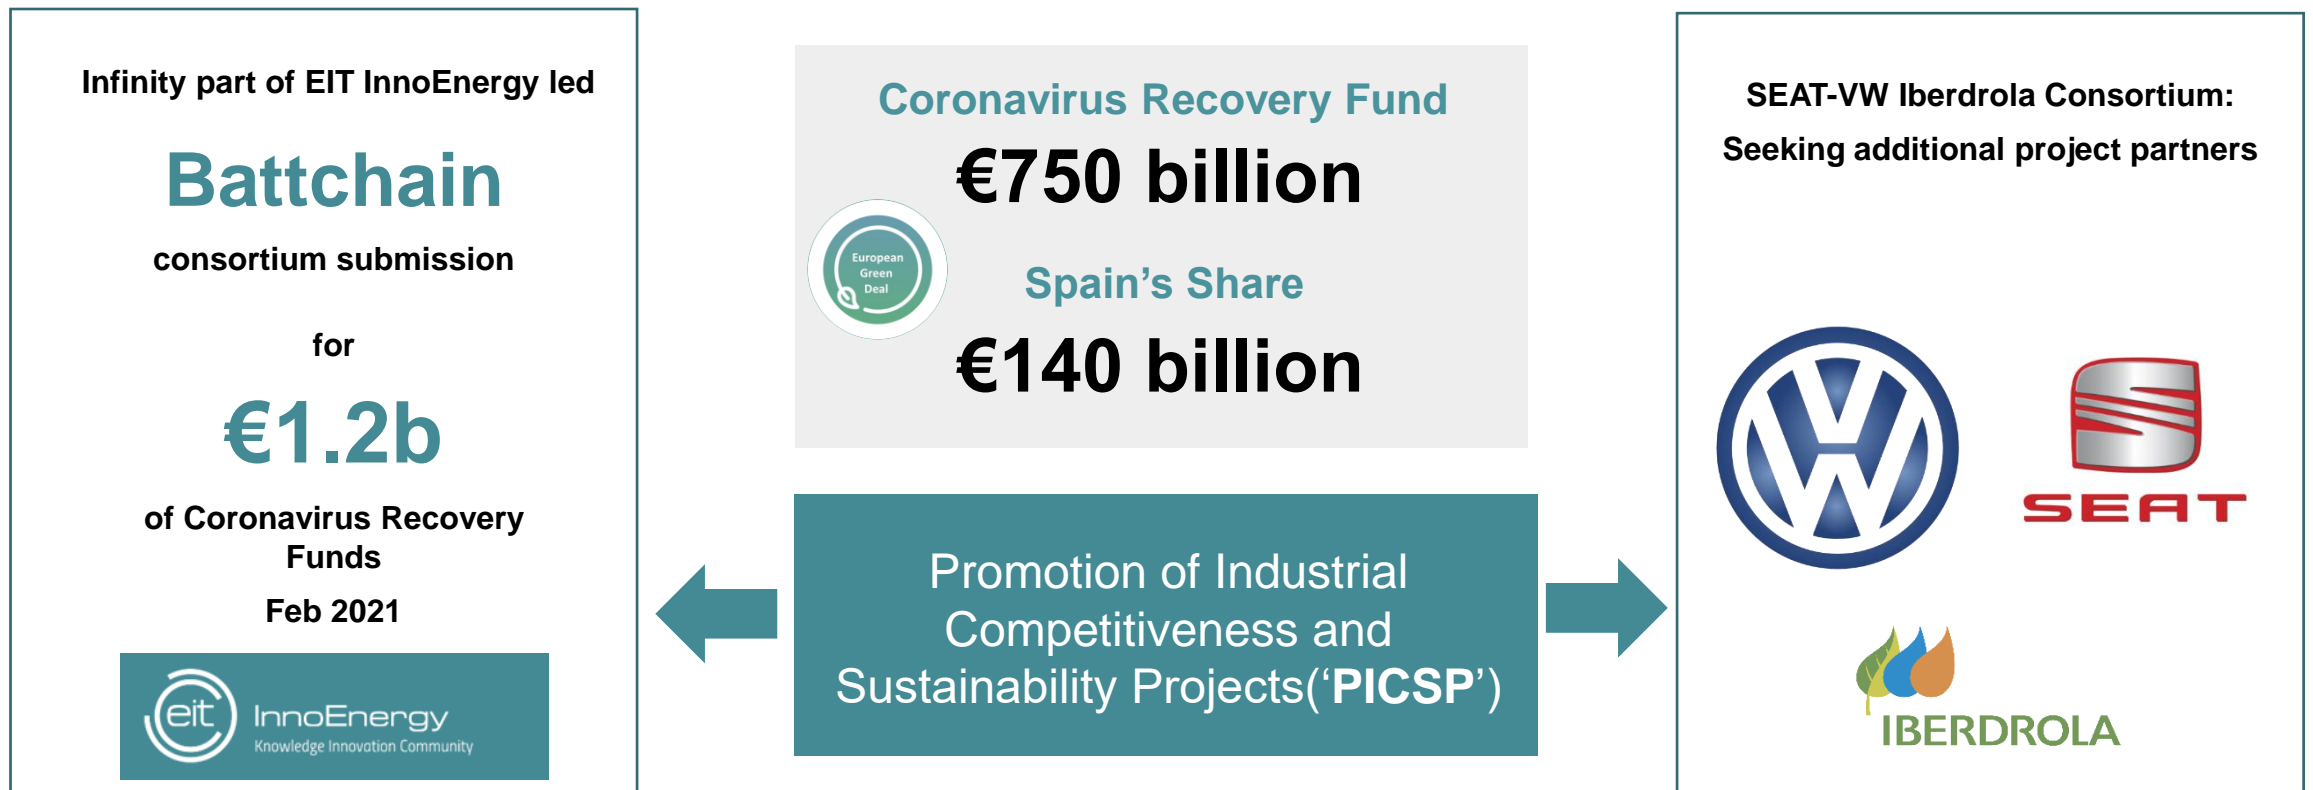 Infinity part of EIT InnoEnergy led
Battchain
consortium submission
for
€1.2b
of Coronavirus Recovery
Funds
Feb 2021
eit
InnoEnergy
Knowledge Innovation Community
Coronavirus Recovery Fund
€750 billion
European
Green
Deal
Spain's Share
€140 billion
Promotion of Industrial
Competitiveness and
Sustainability Projects('PICSP')
SEAT-VW Iberdrola Consortium:
Seeking additional project partners
VW
S
SEAT
IBERDROLA